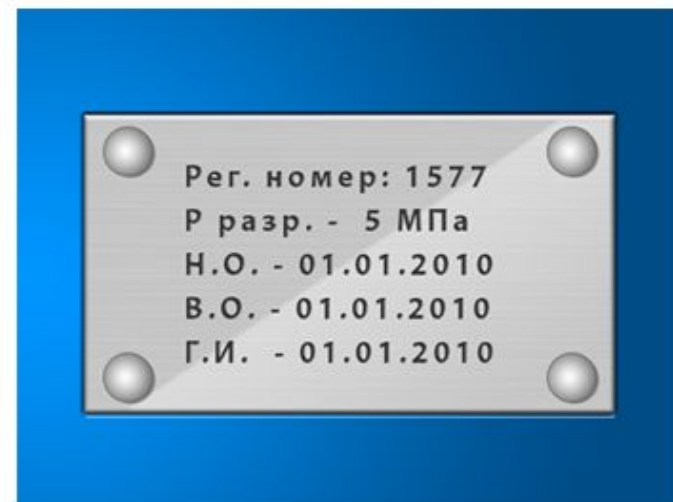 Рег. номер: 1577
Р разр. - 5 МПа
Н.О. - 01.01.2010
В.О. - 01.01.2010
Г.И. - 01.01.2010